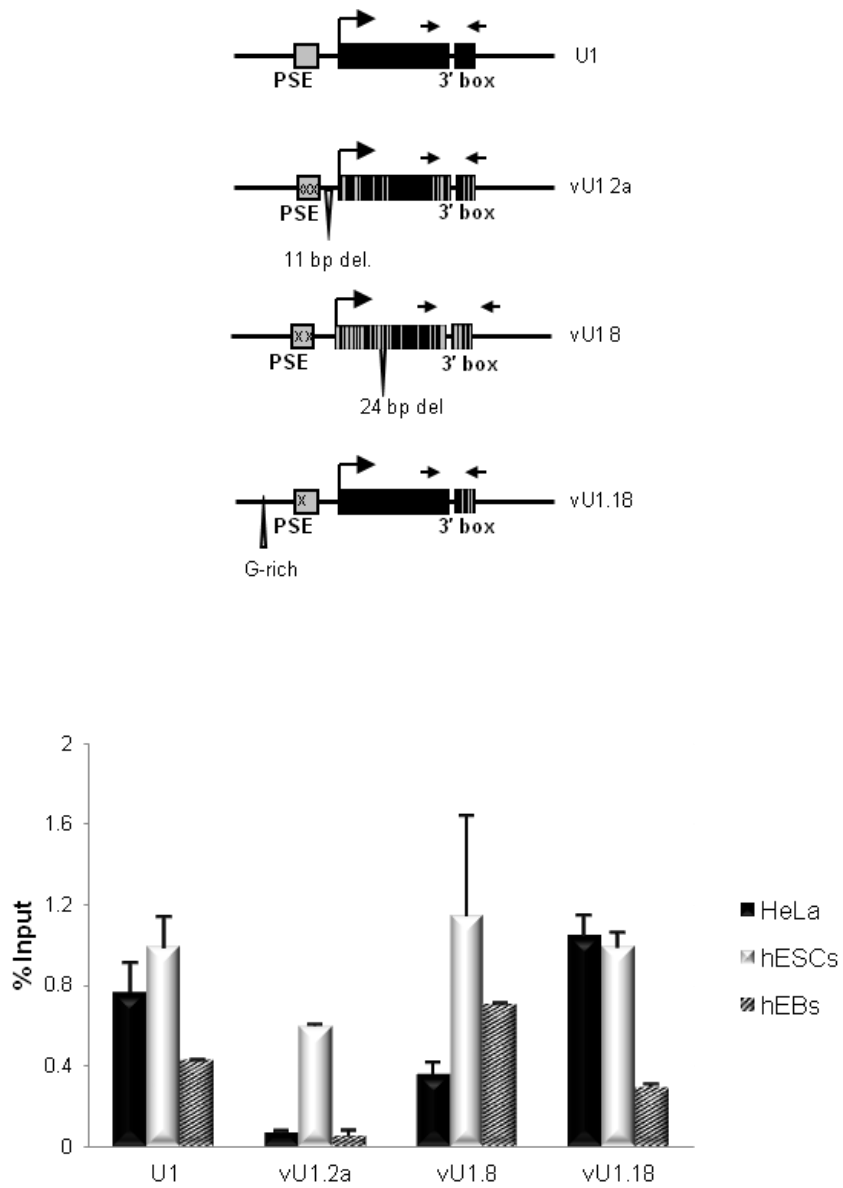 U1
PSE 3' box
vU1 2a
PSE 3' box
11 bp del.
vU1 8
PSE 3' box
24 bp del
vU1.18
PSE 3' box
G-rich
2
1.6
1.2
0.8
0.4
0
% Input
HeLa
hESCs
hEBs
U1 vU1.2a vU1.8 vU1.18